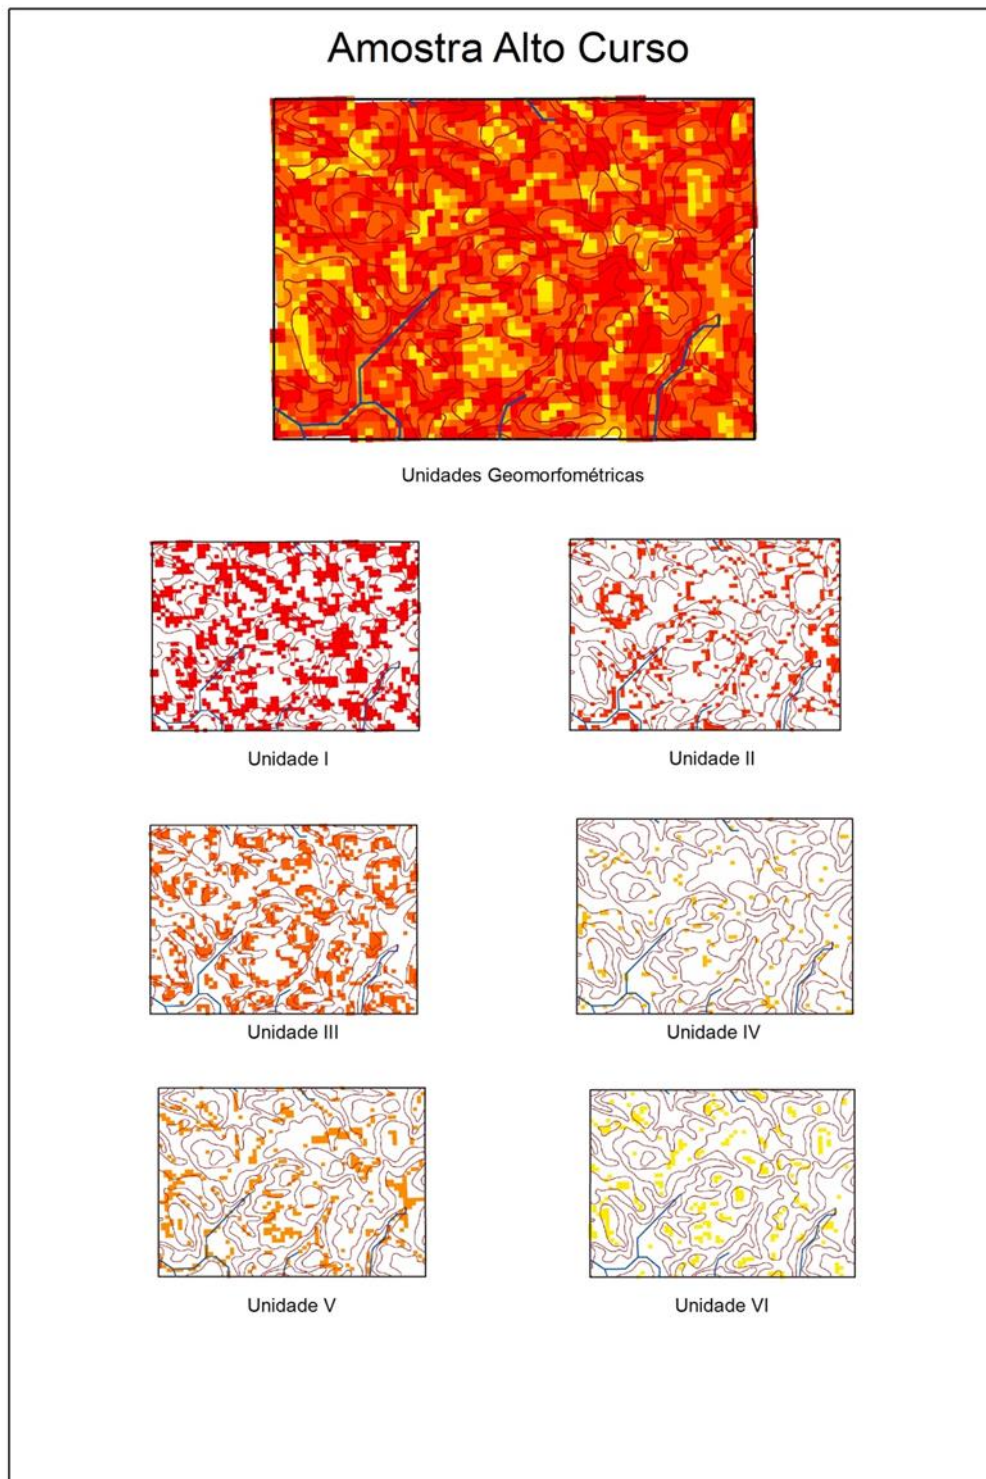 Amostra Alto Curso
Unidades Geomorfométricas
Unidade I
Unidade II
Unidade III
Unidade IV
Unidade V
Unidade VI